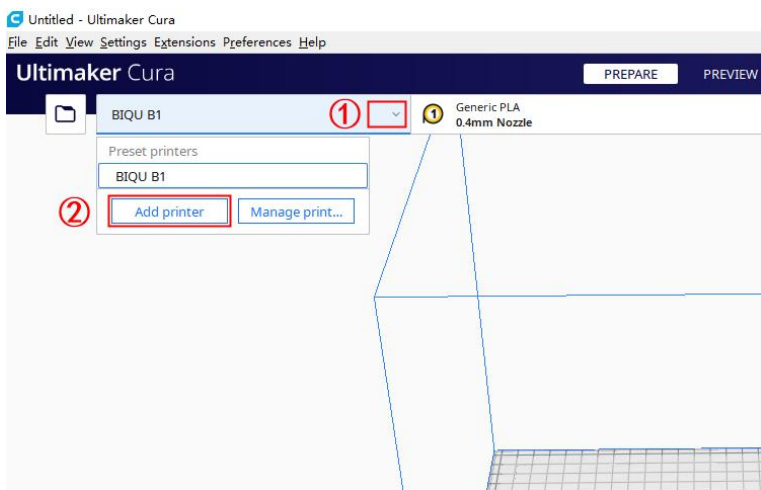 Untitled - Ultimaker Cura
File Edit View Settings Extensions Preferences Help
Ultimaker Cura PREPARE PREVIEW
BIQU B1 ① 1 Generic PLA
0.4mm Nozzle
Preset printers
BIQU B1
② Add printer Manage print...